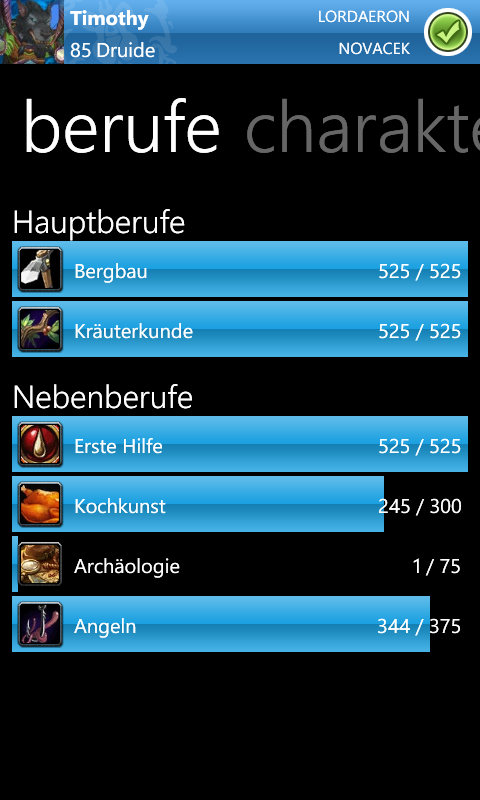 Timothy
LORDAERON
85 Druide
NOVACEK
berufe charakte
Hauptberufe
Bergbau 525 / 525
Kräuterkunde 525 / 525
Nebenberufe
Erste Hilfe 525 / 525
Kochkunst 245 / 300
Archäologie 1 / 75
Angeln 344 / 375